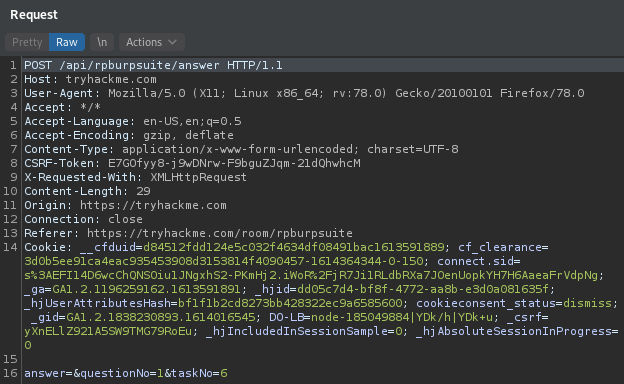 Request
Pretty Raw \n Actions
1 POST /api/rpburpsuite/answer HTTP/1.1
2 Host: tryhackme.com
3 User-Agent: Mozilla/5.0 (X11; Linux x86_64; rv:78.0) Gecko/20100101 Firefox/78.0
4 Accept: */*
5 Accept-Language: en-US,en;q=0.5
6 Accept-Encoding: gzip, deflate
7 Content-Type: application/x-www-form-urlencoded; charset=UTF-8
8 CSRF-Token: E7GOfyy8-j9wDNrw-F9bguZJqm-21dQhwhcM
9 X-Requested-With: XMLHttpRequest
10 Content-Length: 29
11 Origin: https://tryhackme.com
12 Connection: close
13 Referer: https://tryhackme.com/room/rpburpsuite
14 Cookie: __cfduid=d84512fdd124e5c032f4634df08491bac1613591889; cf_clearance=
3d0b5ee91ca4eac935453908d3153814f4090457-1614364344-0-150; connect.sid=
s%3AEFI14D6wcChQNSOiu1JNgxhS2-PKmHj2.iWoR%2FjR7Ji1RLdbRXa7JOenUopkYH7H6AaeaFrVdpNg;
_ga=GA1.2.1196259162.1613591891; _hjid=dd05c7d4-bf8f-4772-aa8b-e3d0a081635f;
_hjUserAttributesHash=bf1f1b2cd8273bb428322ec9a6585600; cookieconsent_status=dismiss;
_gid=GA1.2.1838230893.1614016545; DO-LB=node-185049884|YDk/h|YDk+u; _csrf=
yXnELlZ921A5SW9TMG79RoEu; _hjIncludedInSessionSample=0; _hjAbsoluteSessionInProgress=
0
15
16 answer=&questionNo=1&taskNo=6